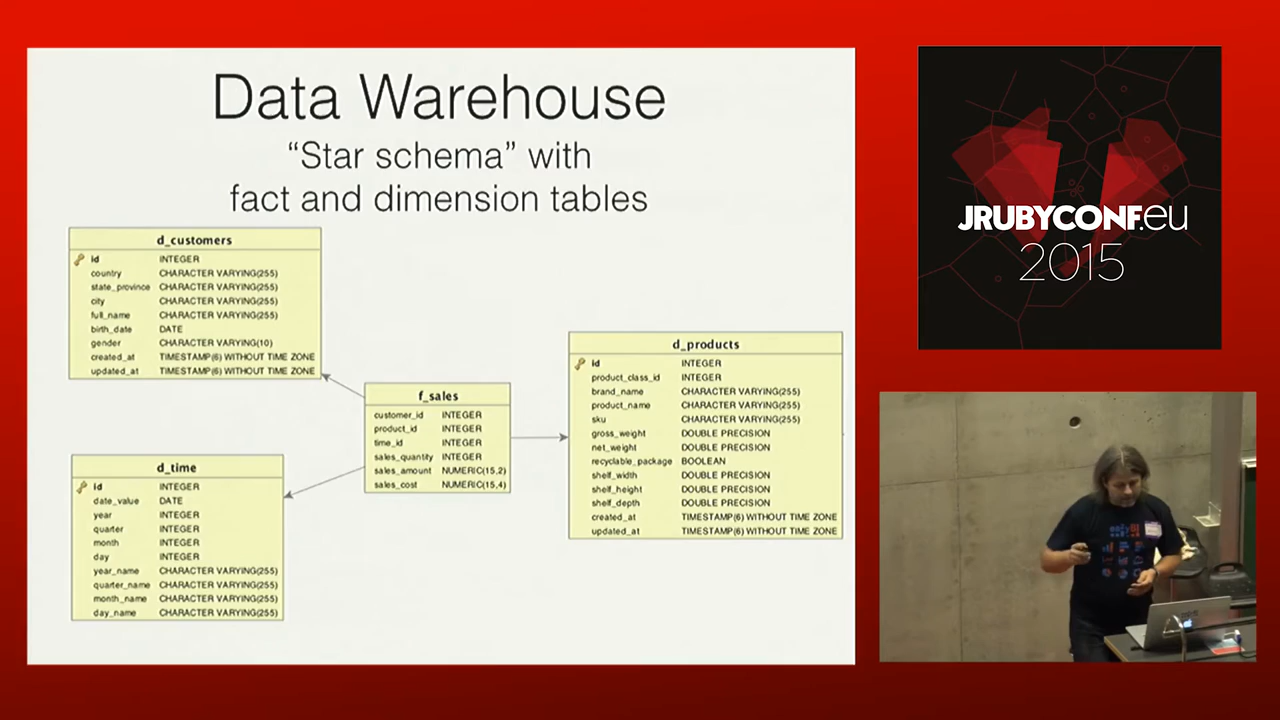 Data Warehouse
“Star schema” with
fact and dimension tables
d_customers
id INTEGER
country CHARACTER VARYING(255)
state_province CHARACTER VARYING(255)
city CHARACTER VARYING(255)
full_name CHARACTER VARYING(255)
birth_date DATE
gender CHARACTER VARYING(10)
created_at TIMESTAMP(6) WITHOUT TIME ZONE
updated_at TIMESTAMP(6) WITHOUT TIME ZONE
f_sales
customer_id INTEGER
product_id INTEGER
time_id INTEGER
sales_quantity INTEGER
sales_amount NUMERIC(15,2)
sales_cost NUMERIC(15,4)
d_products
id INTEGER
product_class_id INTEGER
brand_name CHARACTER VARYING(255)
product_name CHARACTER VARYING(255)
sku CHARACTER VARYING(255)
gross_weight DOUBLE PRECISION
net_weight DOUBLE PRECISION
recyclable_package BOOLEAN
shelf_width DOUBLE PRECISION
shelf_height DOUBLE PRECISION
shelf_depth DOUBLE PRECISION
created_at TIMESTAMP(6) WITHOUT TIME ZONE
updated_at TIMESTAMP(6) WITHOUT TIME ZONE
d_time
id INTEGER
date_value DATE
year INTEGER
quarter INTEGER
month INTEGER
day INTEGER
year_name CHARACTER VARYING(255)
quarter_name CHARACTER VARYING(255)
month_name CHARACTER VARYING(255)
day_name CHARACTER VARYING(255)
JRUBYCONF.eu
2015